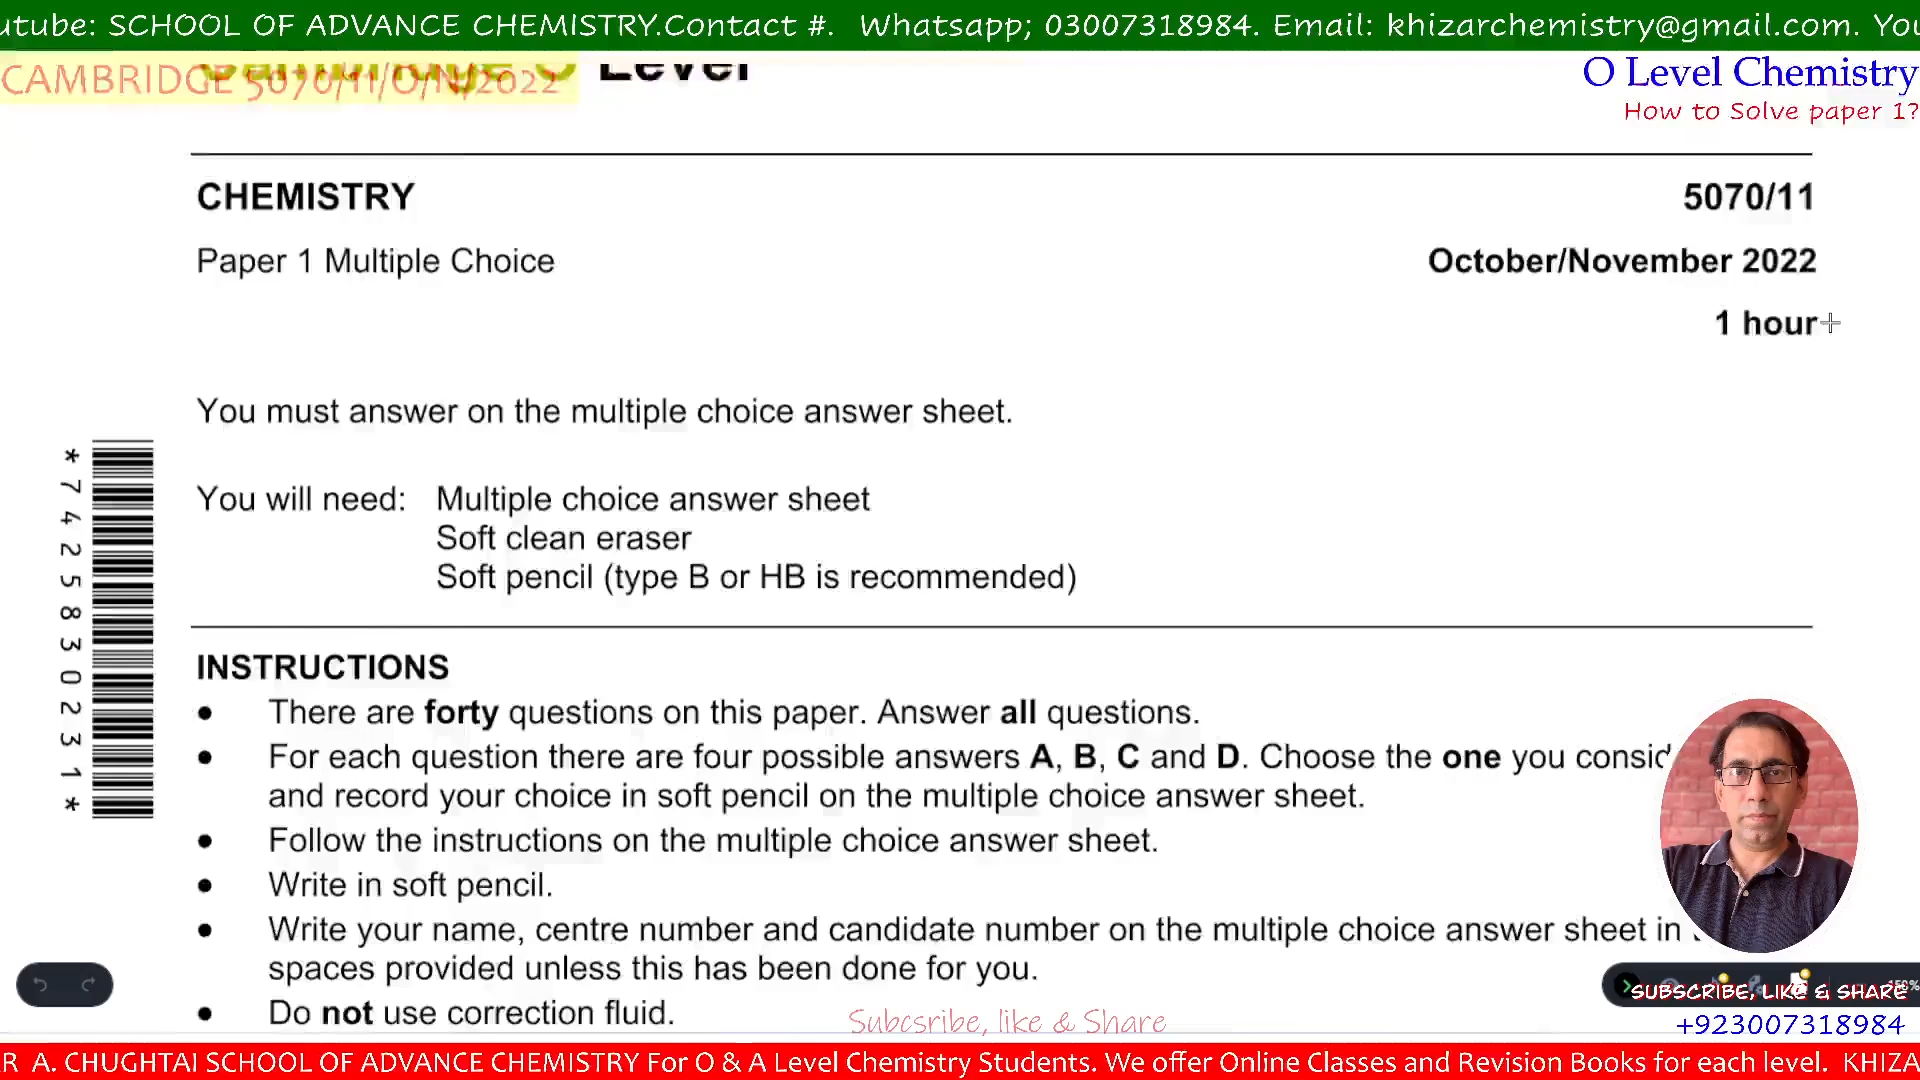 utube: SCHOOL OF ADVANCE CHEMISTRY.Contact #. Whatsapp; 03007318984. Email: khizarchemistry@gmail.com. You
Cambridge O Level
CAMBRIDGE 5070/11/O/N/2022
O Level Chemistry
How to Solve paper 1?
CHEMISTRY 5070/11
Paper 1 Multiple Choice October/November 2022
1 hour
You must answer on the multiple choice answer sheet.
You will need: Multiple choice answer sheet
Soft clean eraser
Soft pencil (type B or HB is recommended)
*7425830231*
INSTRUCTIONS
● There are forty questions on this paper. Answer all questions.
● For each question there are four possible answers A, B, C and D. Choose the one you consid
and record your choice in soft pencil on the multiple choice answer sheet.
● Follow the instructions on the multiple choice answer sheet.
● Write in soft pencil.
● Write your name, centre number and candidate number on the multiple choice answer sheet in
spaces provided unless this has been done for you.
● Do not use correction fluid.
SUBSCRIBE, LIKE & SHARE
Subcsribe, like & Share
+923007318984
R A. CHUGHTAI SCHOOL OF ADVANCE CHEMISTRY For O & A Level Chemistry Students. We offer Online Classes and Revision Books for each level. KHIZA